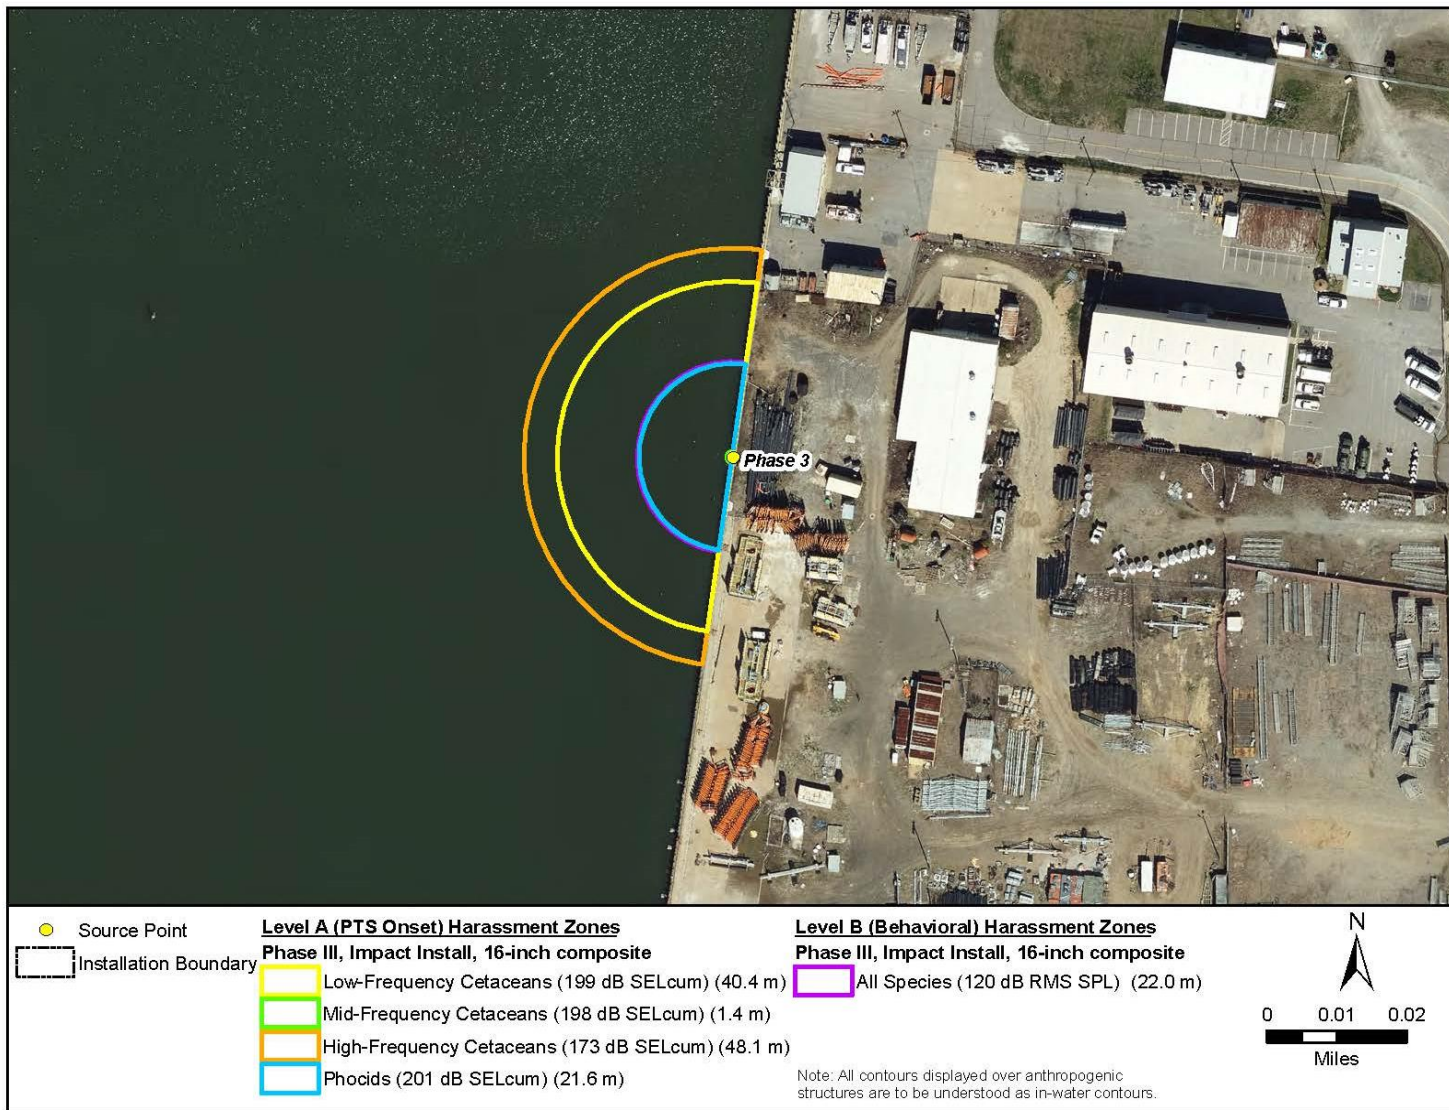 Phase 3
Source Point
Installation Boundary
Level A (PTS Onset) Harassment Zones
Phase III, Impact Install, 16-inch composite
Low-Frequency Cetaceans (199 dB SELcum) (40.4 m)
Mid-Frequency Cetaceans (198 dB SELcum) (1.4 m)
High-Frequency Cetaceans (173 dB SELcum) (48.1 m)
Phocids (201 dB SELcum) (21.6 m)
Level B (Behavioral) Harassment Zones
Phase III, Impact Install, 16-inch composite
All Species (120 dB RMS SPL) (22.0 m)
Note: All contours displayed over anthropogenic
structures are to be understood as in-water contours.
N
0 0.01 0.02
Miles